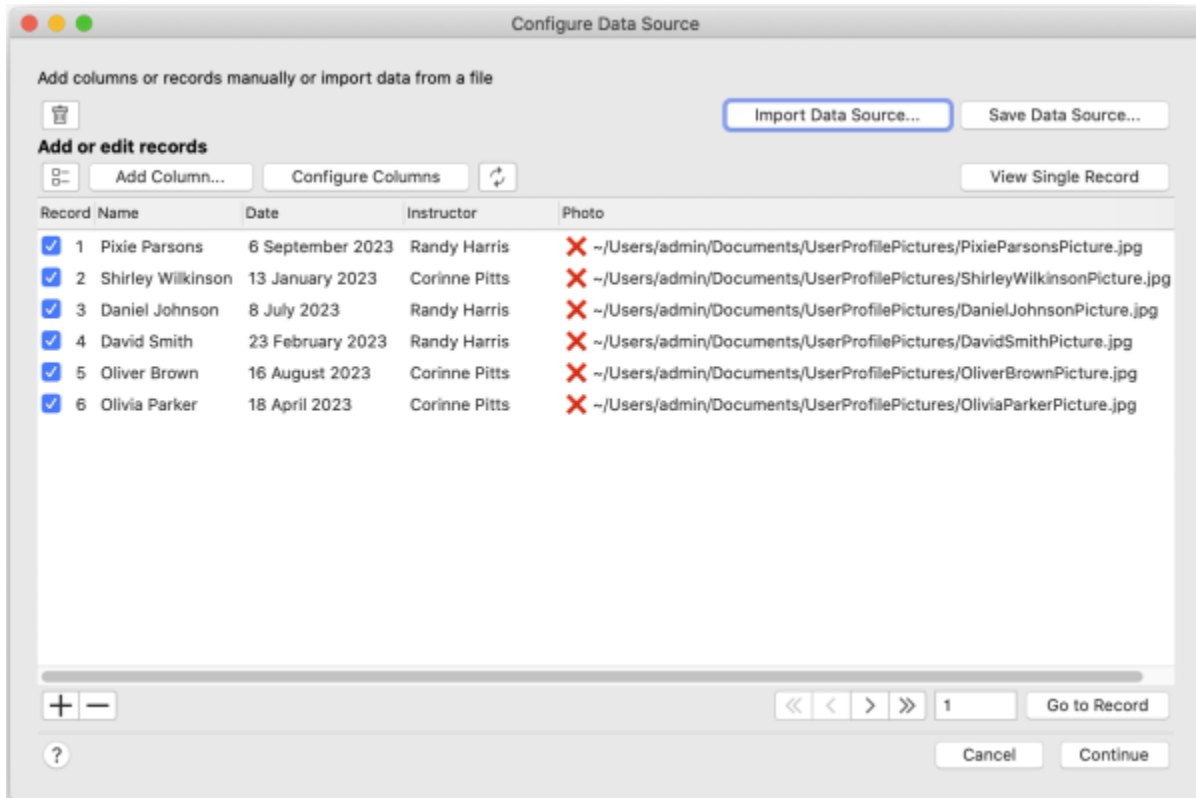 Configure Data Source
Add columns or records manually or import data from a file
Import Data Source... Save Data Source...
Add or edit records
Add Column... Configure Columns View Single Record
Record Name Date Instructor Photo
1 Pixie Parsons 6 September 2023 Randy Harris ~/Users/admin/Documents/UserProfilePictures/PixieParsonsPicture.jpg
2 Shirley Wilkinson 13 January 2023 Corinne Pitts ~/Users/admin/Documents/UserProfilePictures/ShirleyWilkinsonPicture.jpg
3 Daniel Johnson 8 July 2023 Randy Harris ~/Users/admin/Documents/UserProfilePictures/DanielJohnsonPicture.jpg
4 David Smith 23 February 2023 Randy Harris ~/Users/admin/Documents/UserProfilePictures/DavidSmithPicture.jpg
5 Oliver Brown 16 August 2023 Corinne Pitts ~/Users/admin/Documents/UserProfilePictures/OliverBrownPicture.jpg
6 Olivia Parker 18 April 2023 Corinne Pitts ~/Users/admin/Documents/UserProfilePictures/OliviaParkerPicture.jpg
1 Go to Record
? Cancel Continue